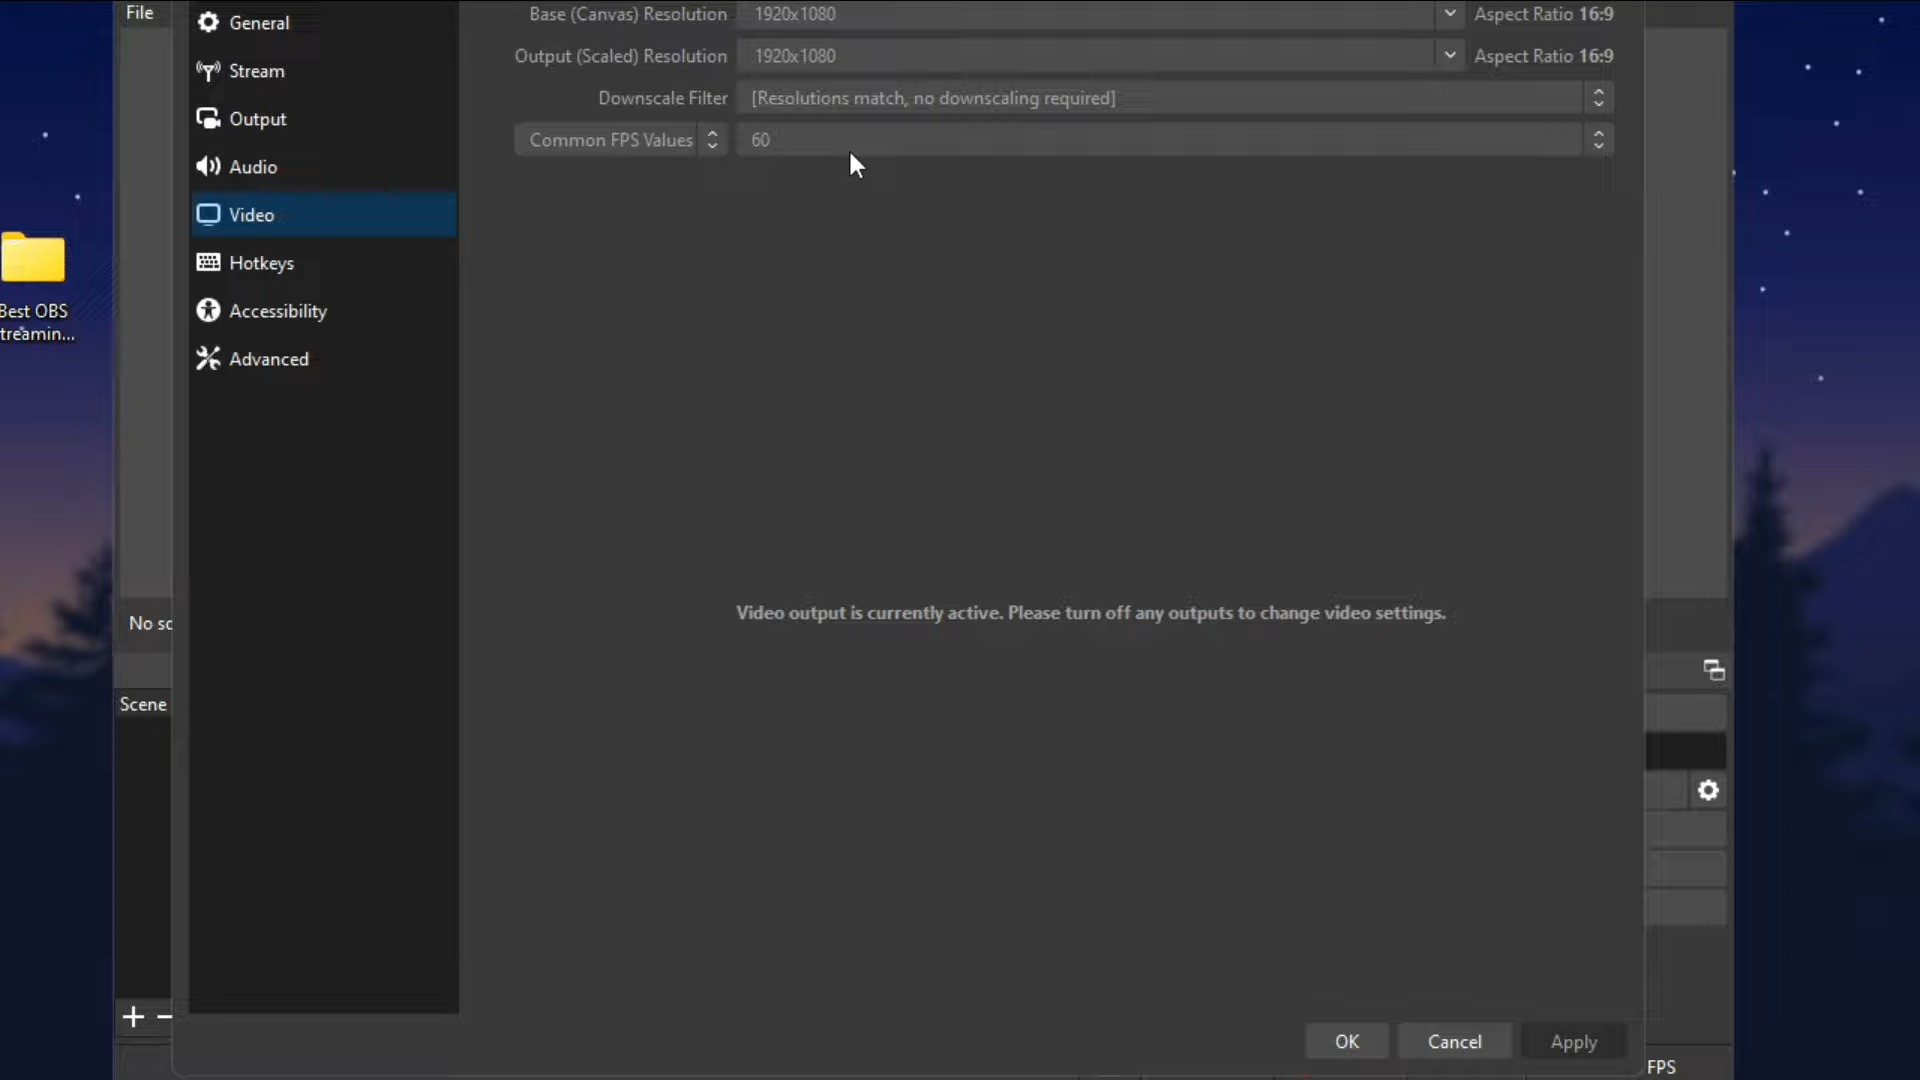 File
General
Stream
Output
Audio
Video
Hotkeys
Accessibility
Advanced
Base (Canvas) Resolution 1920x1080 Aspect Ratio 16:9
Output (Scaled) Resolution 1920x1080 Aspect Ratio 16:9
Downscale Filter [Resolutions match, no downscaling required]
Common FPS Values 60
Best OBS
treamin...
Video output is currently active. Please turn off any outputs to change video settings.
No
Scene
OK Cancel Apply
FPS